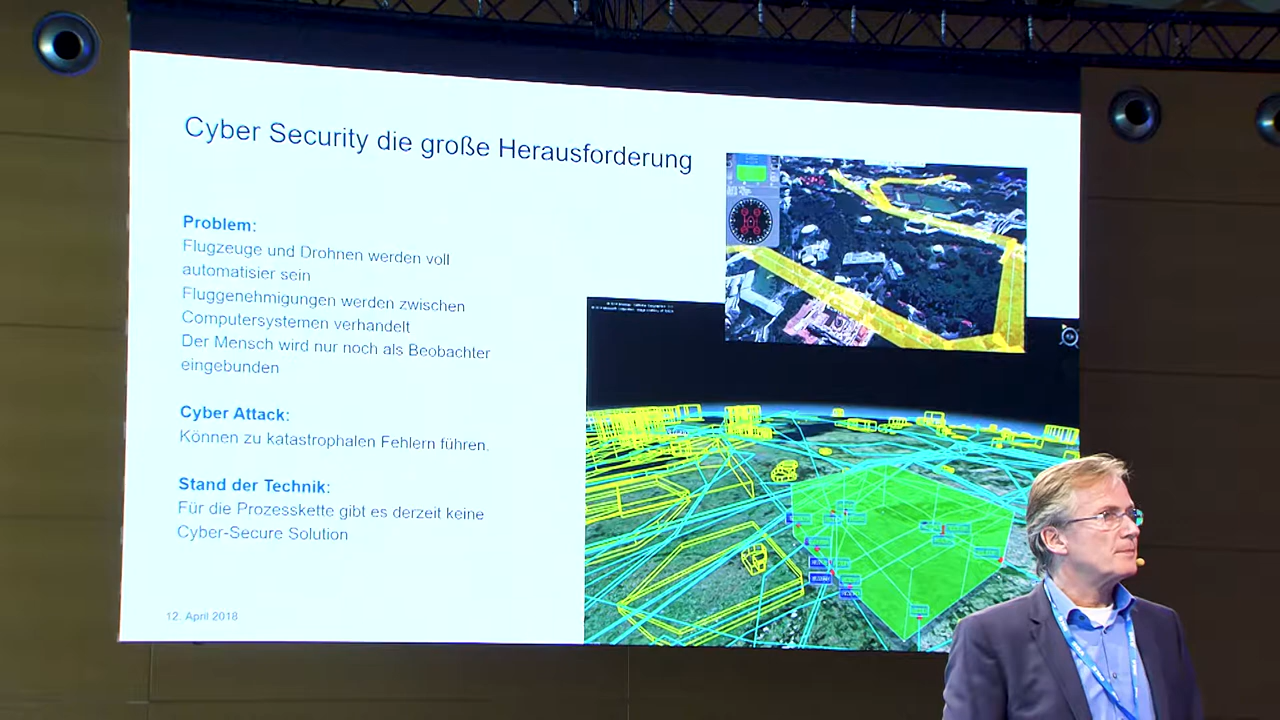 Cyber Security die große Herausforderung
Problem:
Flugzeuge und Drohnen werden voll
automatisier sein
Fluggenehmigungen werden zwischen
Computersystemen verhandelt
Der Mensch wird nur noch als Beobachter
eingebunden
Cyber Attack:
Können zu katastrophalen Fehlern führen.
Stand der Technik:
Für die Prozesskette gibt es derzeit keine
Cyber-Secure Solution
12. April 2018